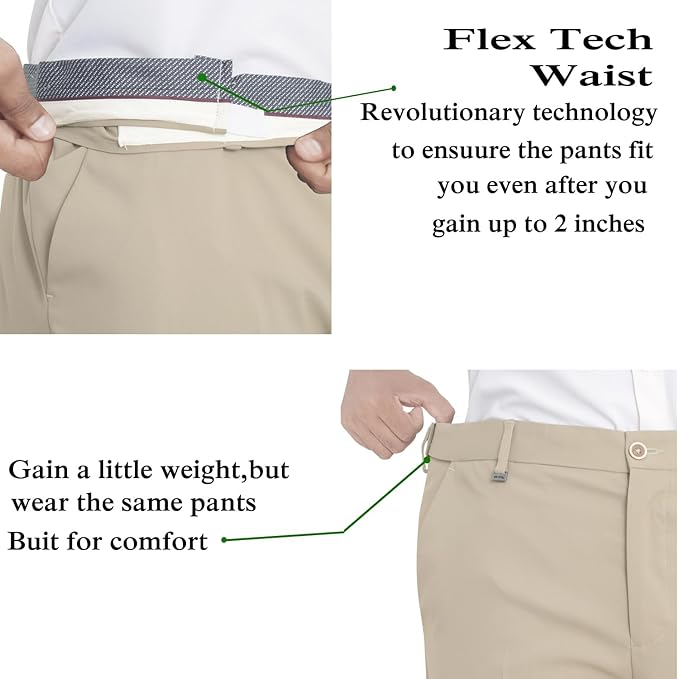 Flex Tech
Waist
Revolutionary technology
to ensuure the pants fit
you even after you
gain up to 2 inches
Gain a little weight,but
wear the same pants
Buit for comfort